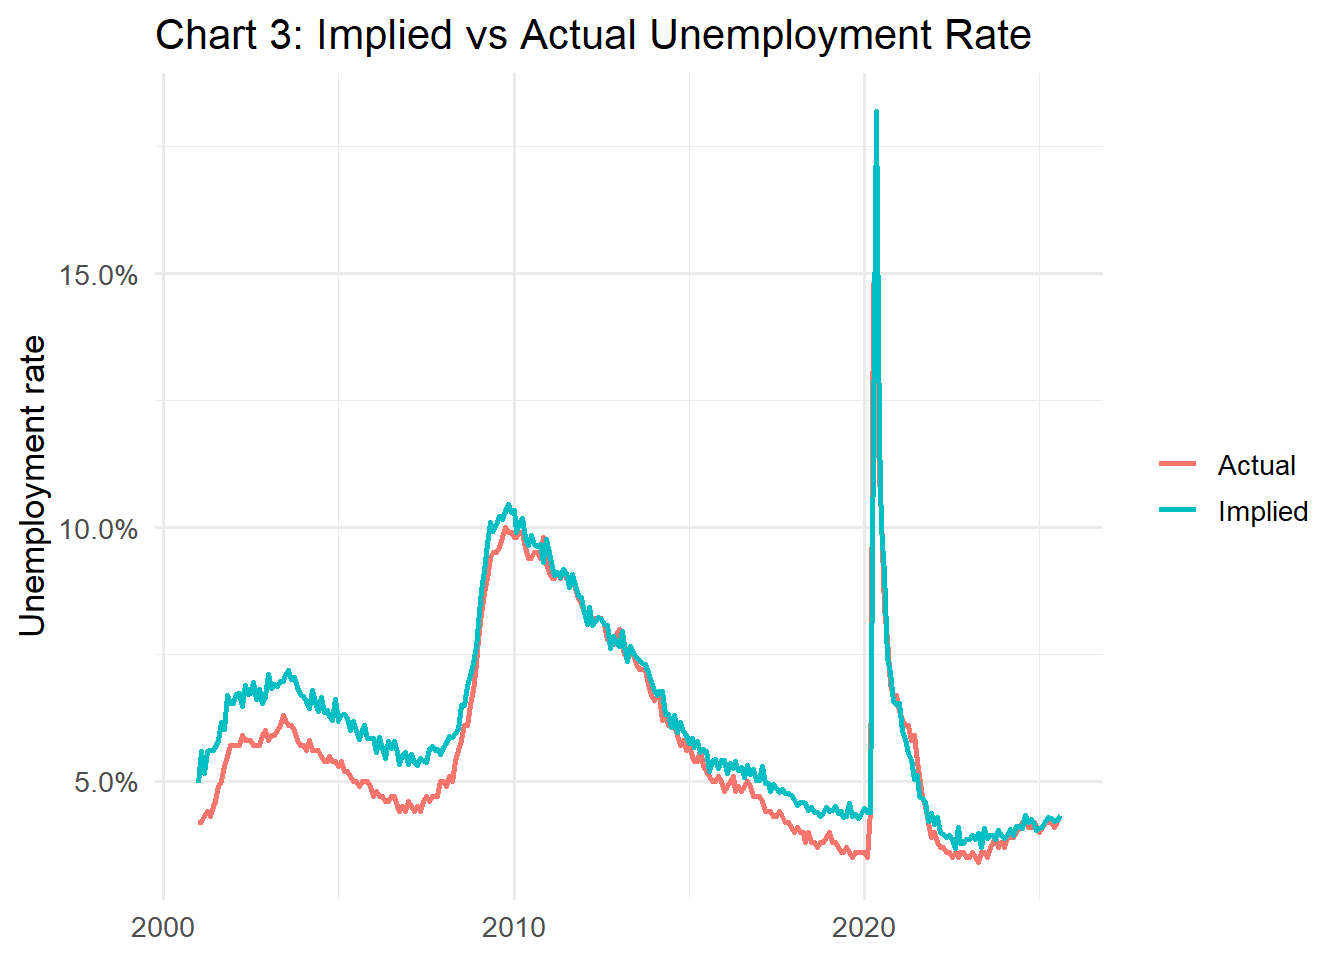 Chart 3: Implied vs Actual Unemployment Rate
Unemployment rate
15.0%
10.0%
5.0%
2000
2010
2020
Actual
Implied